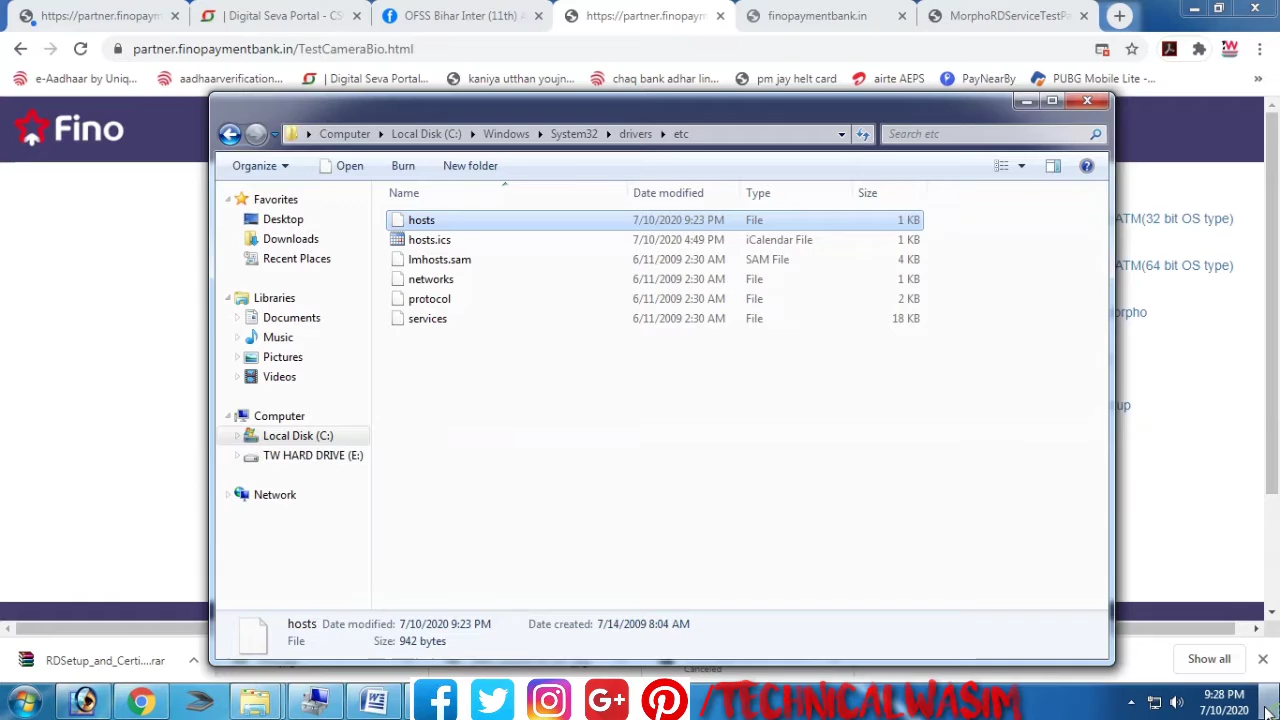 https://partner.finopaym
| Digital Seva Portal - CS
OFSS Bihar Inter (11th) A
https://partner.finopaym
finopaymentbank.in
MorphoRDServiceTestPa
partner.finopaymentbank.in/TestCameraBio.html
e-Aadhaar by Uniq...
aadhaarverification...
| Digital Seva Portal...
kaniya utthan youjn...
chaq bank adhar lin...
pm jay helt card
airte AEPS
PayNearBy
PUBG Mobile Lite -...
»
Fino
Computer
Local Disk (C:)
Windows
System32
drivers
etc
Search etc
Organize
Open
Burn
New folder
Name
Date modified
Type
Size
hosts 7/10/2020 9:23 PM File 1 KB
hosts.ics 7/10/2020 4:49 PM iCalendar File 1 KB
lmhosts.sam 6/11/2009 2:30 AM SAM File 4 KB
networks 6/11/2009 2:30 AM File 1 KB
protocol 6/11/2009 2:30 AM File 2 KB
services 6/11/2009 2:30 AM File 18 KB
Favorites
Desktop
Downloads
Recent Places
Libraries
Documents
Music
Pictures
Videos
Computer
Local Disk (C:)
TW HARD DRIVE (E:)
Network
ATM(32 bit OS type)
ATM(64 bit OS type)
orpho
up
hosts Date modified: 7/10/2020 9:23 PM Date created: 7/14/2009 8:04 AM
File Size: 942 bytes
Canceled
RDSetup_and_Certi....rar
Show all
/TECHNICALWASIM
9:28 PM
7/10/2020